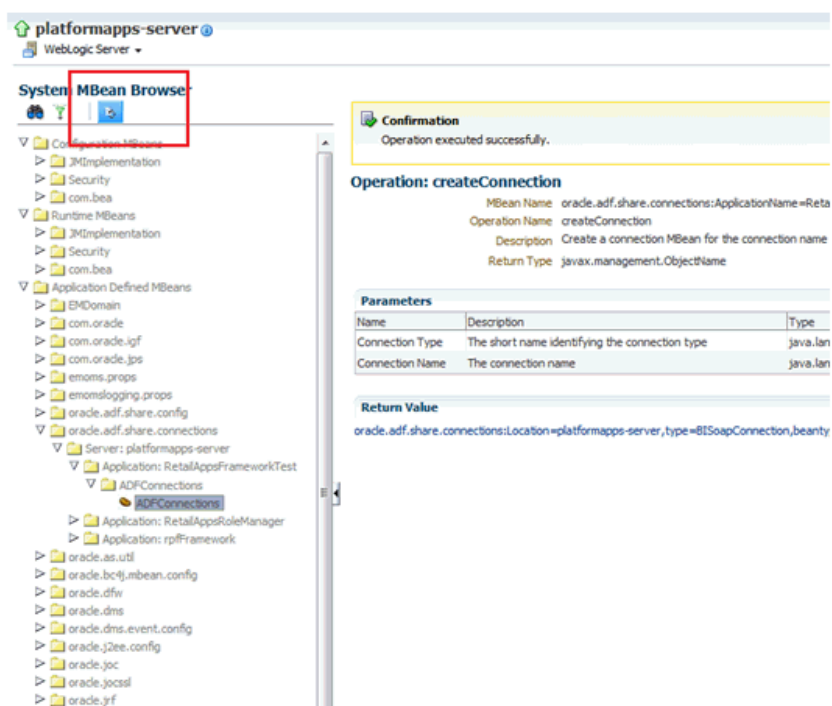 platformapps-server
WebLogic Server
System MBean Browser
Configuration MBeans
JMImplementation
Security
com.bea
Runtime MBeans
JMImplementation
Security
com.bea
Application Defined MBeans
EMDomain
com.oracle
com.oracle.igf
com.oracle.jps
emoms.props
emomslogging.props
oracle.adf.share.config
oracle.adf.share.connections
Server: platformapps-server
Application: RetailAppsFrameworkTest
ADFConnections
ADFConnections
Application: RetailAppsRoleManager
Application: rpfFramework
oracle.as.util
oracle.bc4j.mbean.config
oracle.dfw
oracle.dms
oracle.dms.event.config
oracle.j2ee.config
oracle.joc
oracle.jocssl
oracle.jrf
Confirmation
Operation executed successfully.
Operation: createConnection
MBean Name oracle.adf.share.connections:ApplicationName=Reta
Operation Name createConnection
Description Create a connection MBean for the connection name
Return Type javax.management.ObjectName
Parameters
Name Description Type
Connection Type The short name identifying the connection type java.lan
Connection Name The connection name java.lan
Return Value
oracle.adf.share.connections:Location=platformapps-server,type=BISoapConnection,beanty